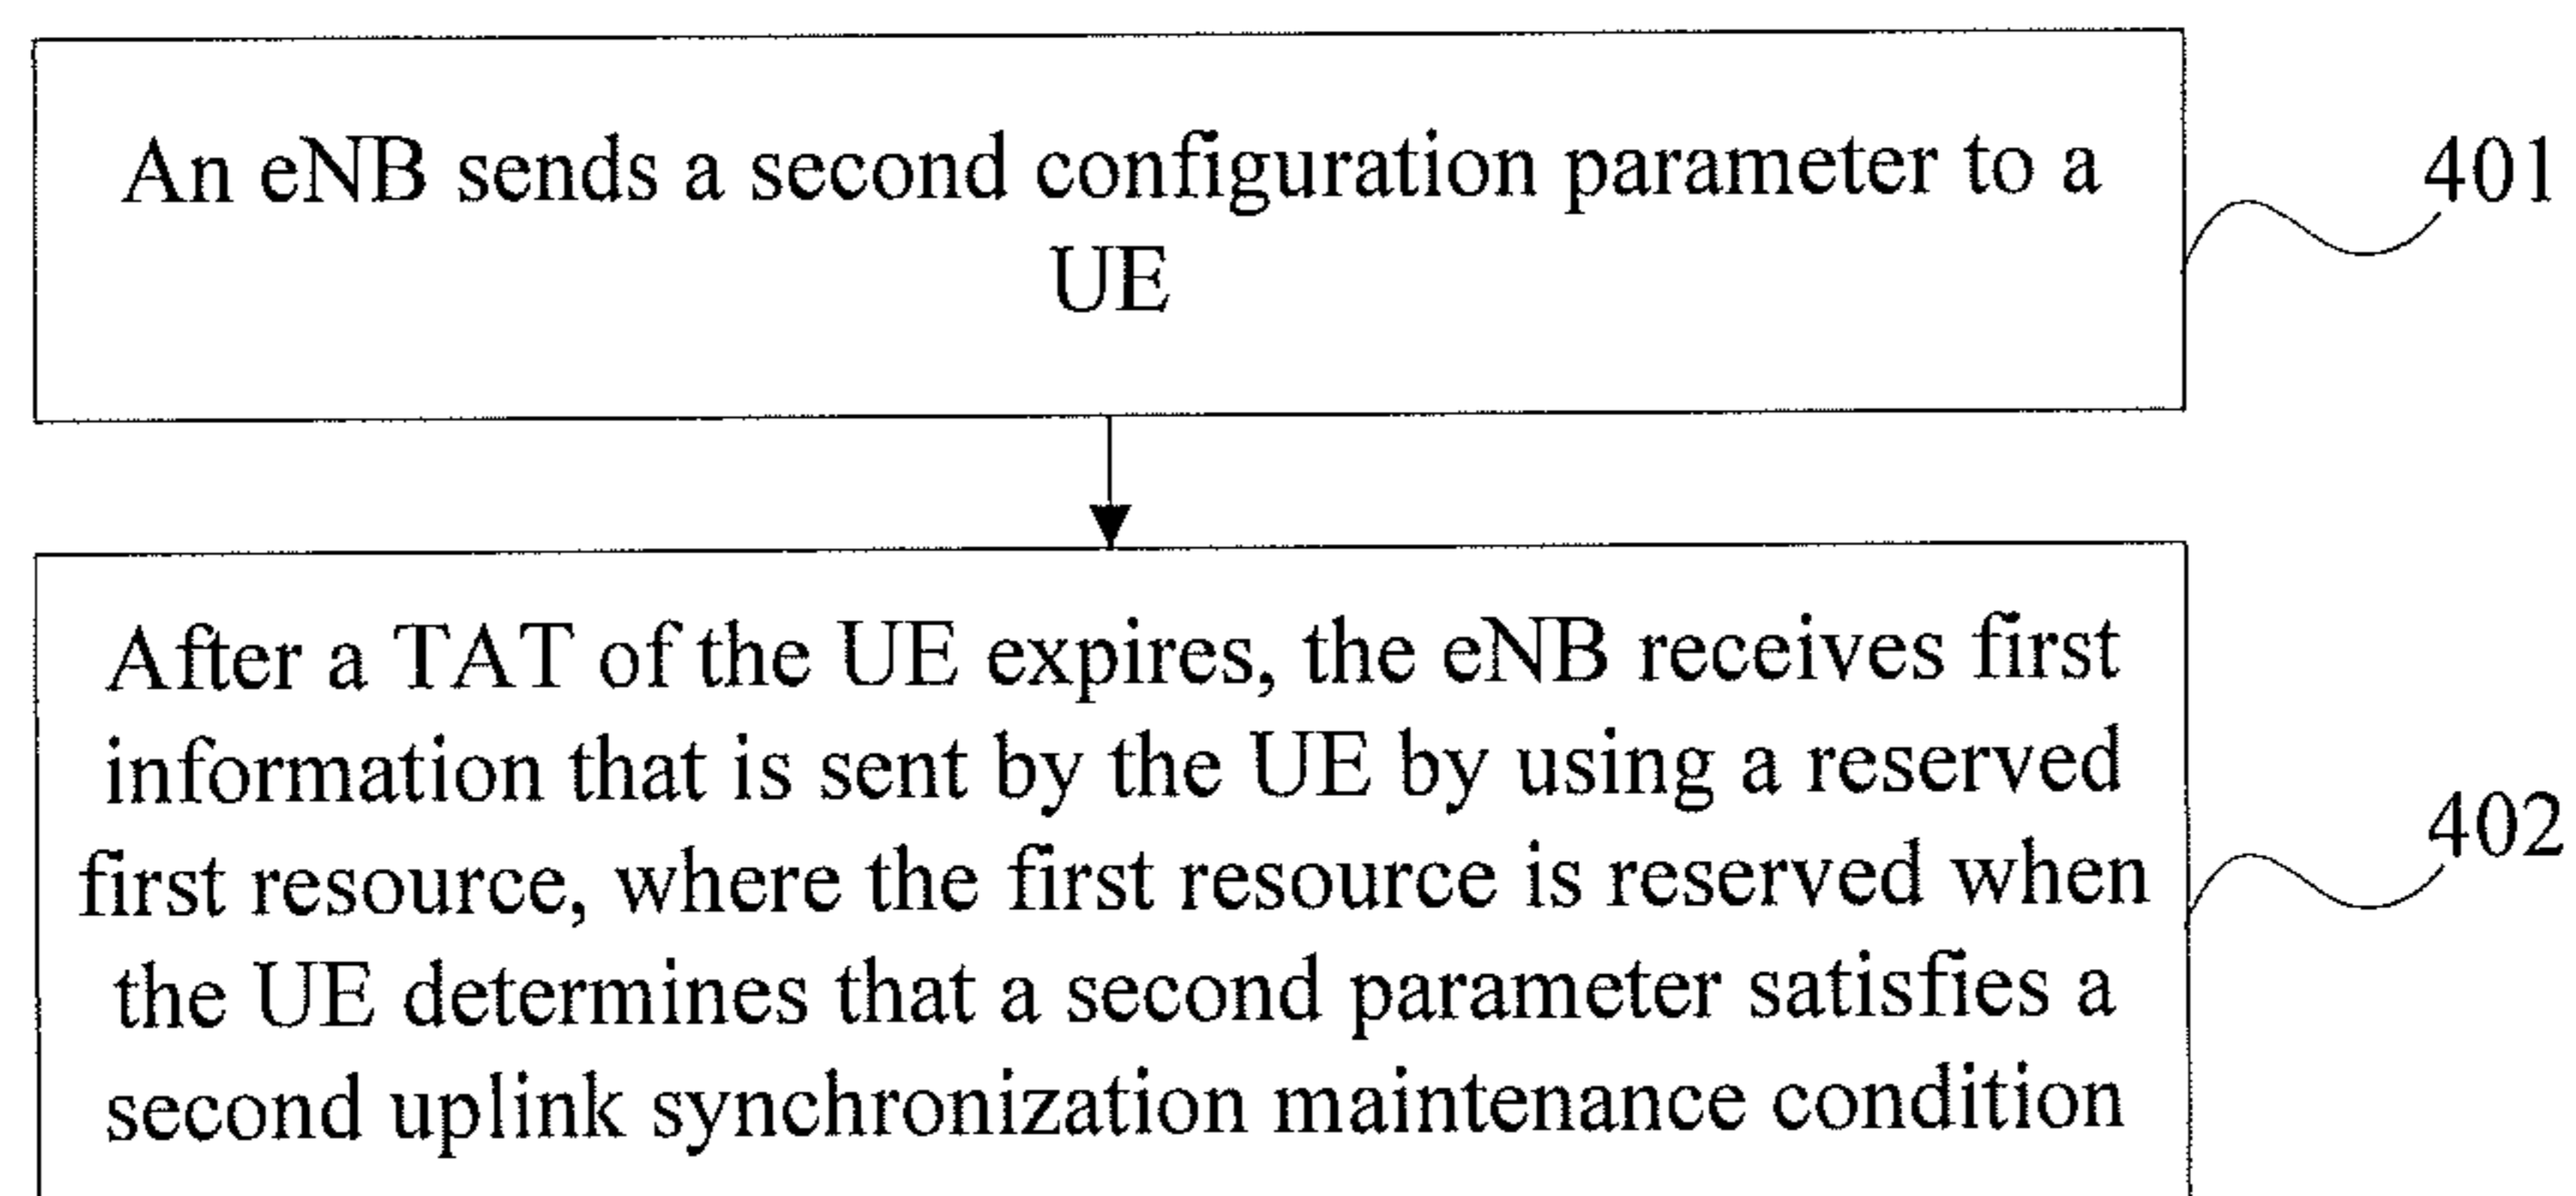 An eNB sends a second configuration parameter to a
UE
401
After a TAT of the UE expires, the eNB receives first
information that is sent by the UE by using a reserved
first resource, where the first resource is reserved when
the UE determines that a second parameter satisfies a
second uplink synchronization maintenance condition
402